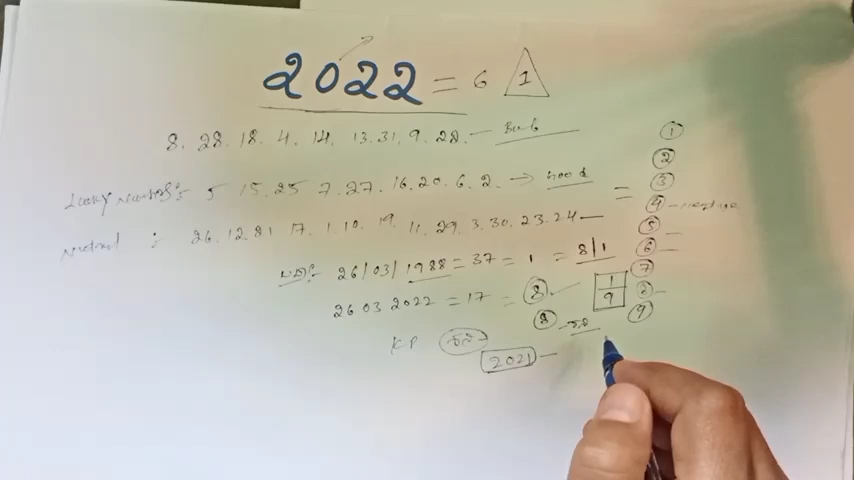 2022 = 6 1
8. 28. 18. 4. 14. 13. 31. 9. 22. —
Lucky numbers :- 5 15. 25 7. 27. 16. 20. 6. 2. → good =
: 26. 12. 21 17. 1. 10. 19 11. 29. 3. 30. 23. 24 —
26/03/1988 = 37 = 1 = 8/1
26 03 2022 = 17 = 8
1
9
8 —
KP
2021 —
1
2
3
4 —
5 —
6 —
7
8 —
9